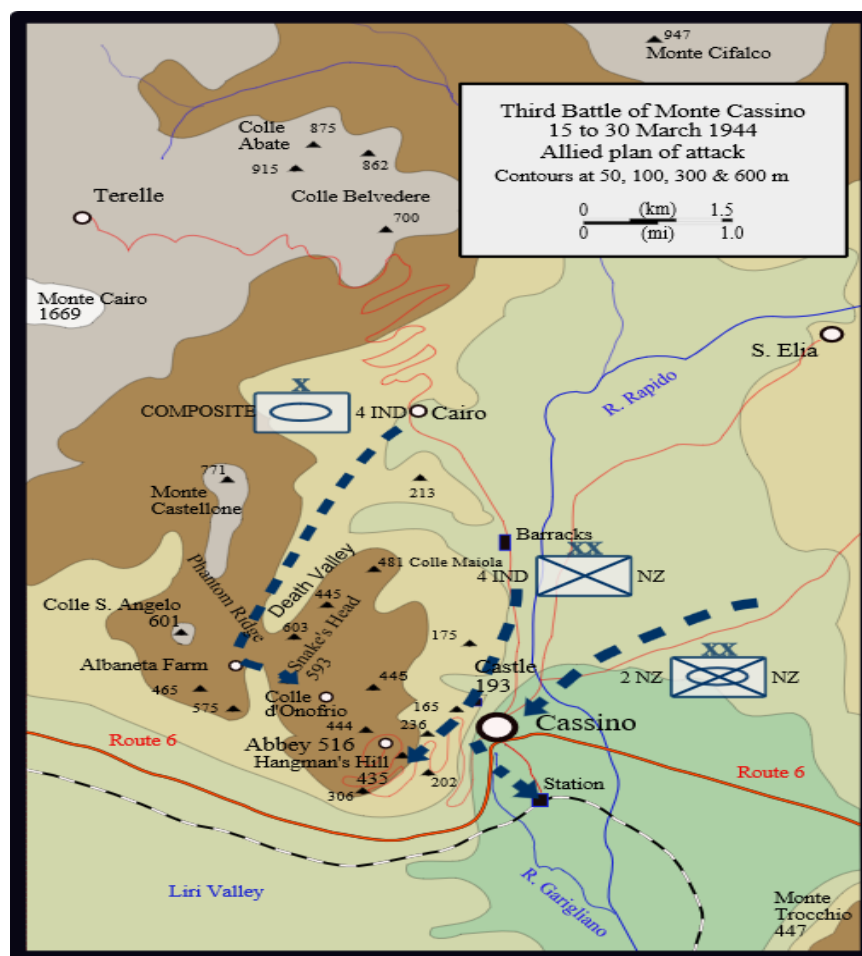 947
Monte Cifalco
Third Battle of Monte Cassino
15 to 30 March 1944
Allied plan of attack
Contours at 50, 100, 300 & 600 m
0 (km) 1.5
0 (mi) 1.0
Colle
Abate
875
862
915
Colle Belvedere
700
Terelle
Monte Cairo
1669
S. Elia
R. Rapido
X
COMPOSITE
4 IND
Cairo
771
Monte
Castellone
213
Barracks
XX
4 IND
NZ
481 Colle Maiola
Death Valley
Phantom Ridge
445
Colle S. Angelo
601
603
Snake's Head
593
175
Albaneta Farm
Castle
193
XX
2 NZ
NZ
465
575
445
Colle
d'Onofrio
165
236
444
Cassino
Abbey 516
Hangman's Hill
435
202
306
Route 6
Route 6
Station
Liri Valley
R. Garigliano
Monte
Trocchio
447